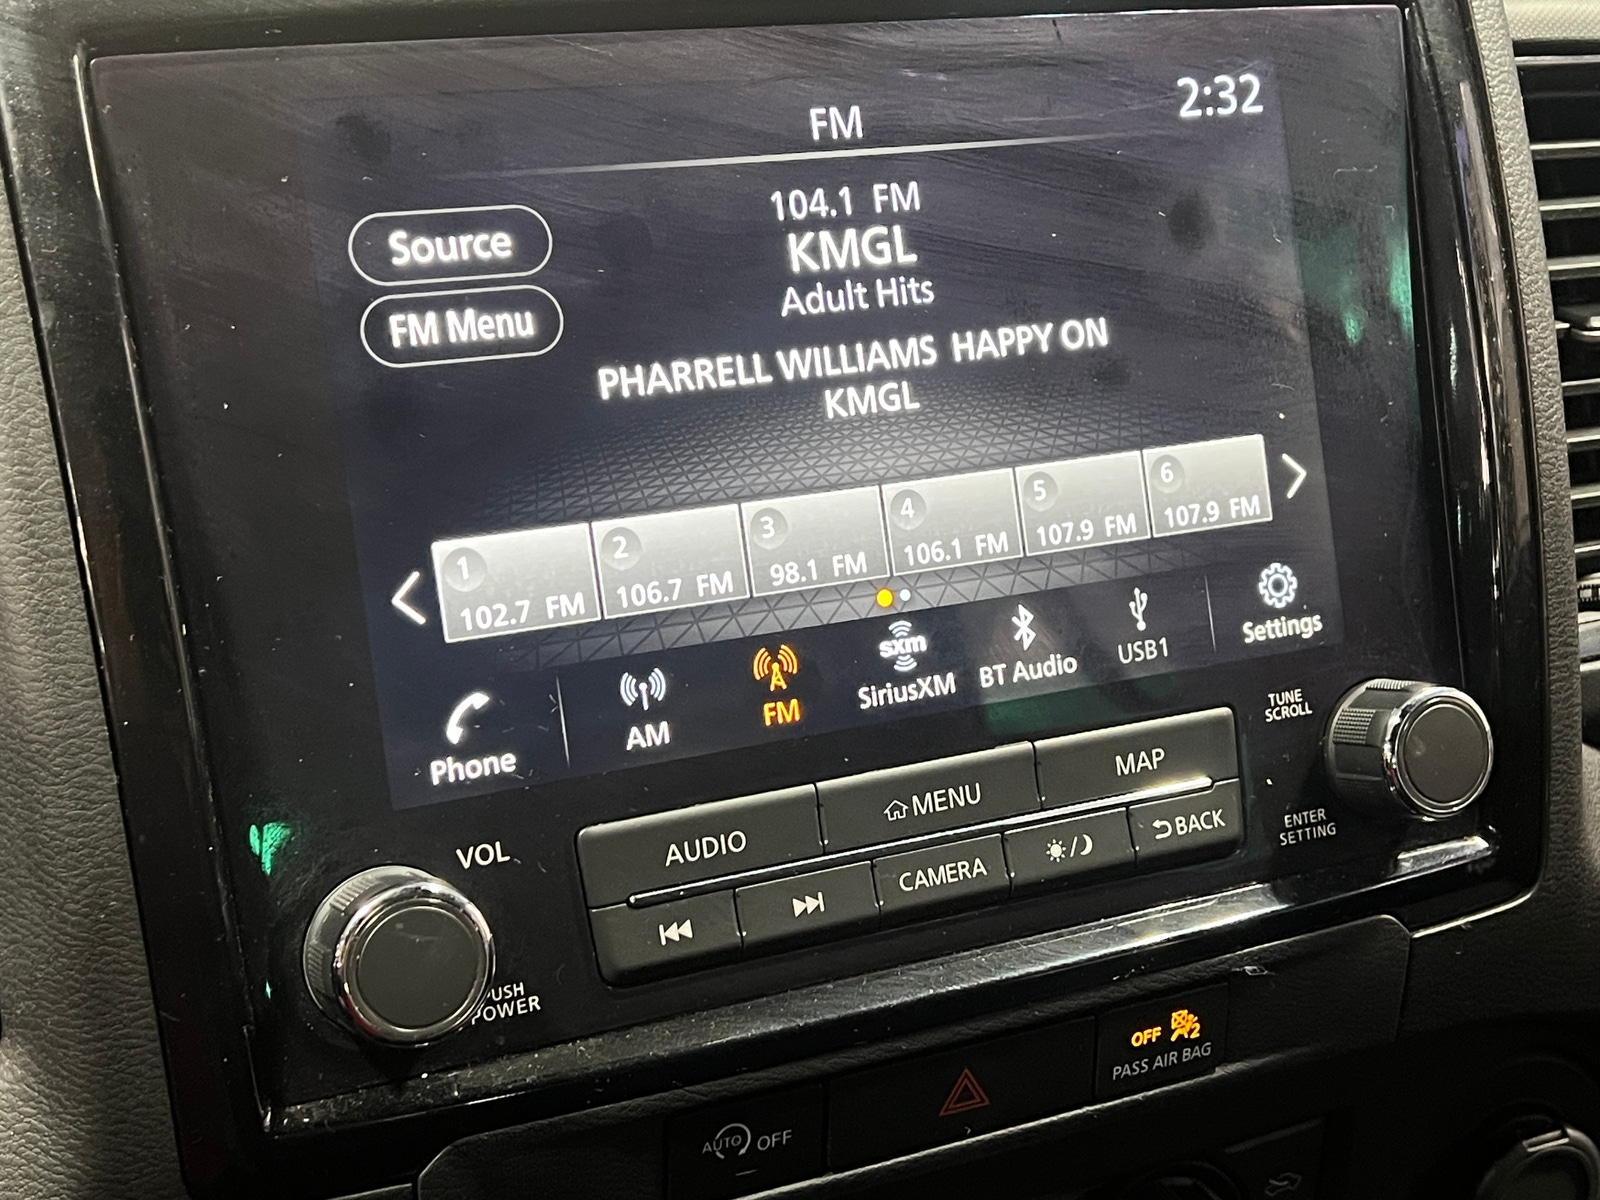 FM
2:32
104.1 FM
KMGL
Adult Hits
Source
FM Menu
PHARRELL WILLIAMS HAPPY ON
KMGL
1
102.7 FM
2
106.7 FM
3
98.1 FM
4
106.1 FM
5
107.9 FM
6
107.9 FM
Phone
AM
FM
sxm
SiriusXM
BT Audio
USB1
Settings
TUNE
SCROLL
VOL
AUDIO
MENU
MAP
CAMERA
BACK
ENTER
SETTING
PUSH
POWER
OFF 2
PASS AIR BAG
AUTO OFF